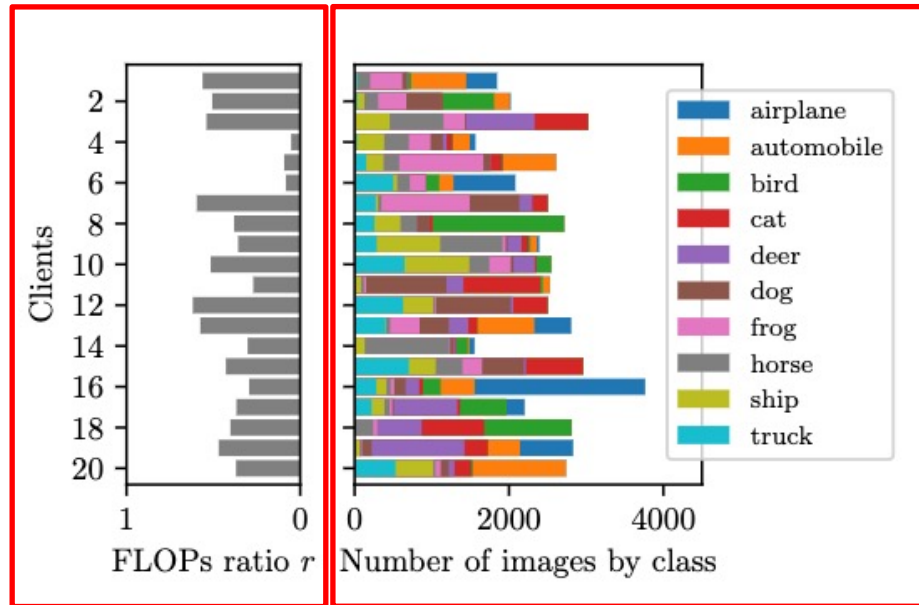 Clients
2
4
6
8
10
12
14
16
18
20
1 0
FLOPs ratio r
0 2000 4000
Number of images by class
airplane
automobile
bird
cat
deer
dog
frog
horse
ship
truck